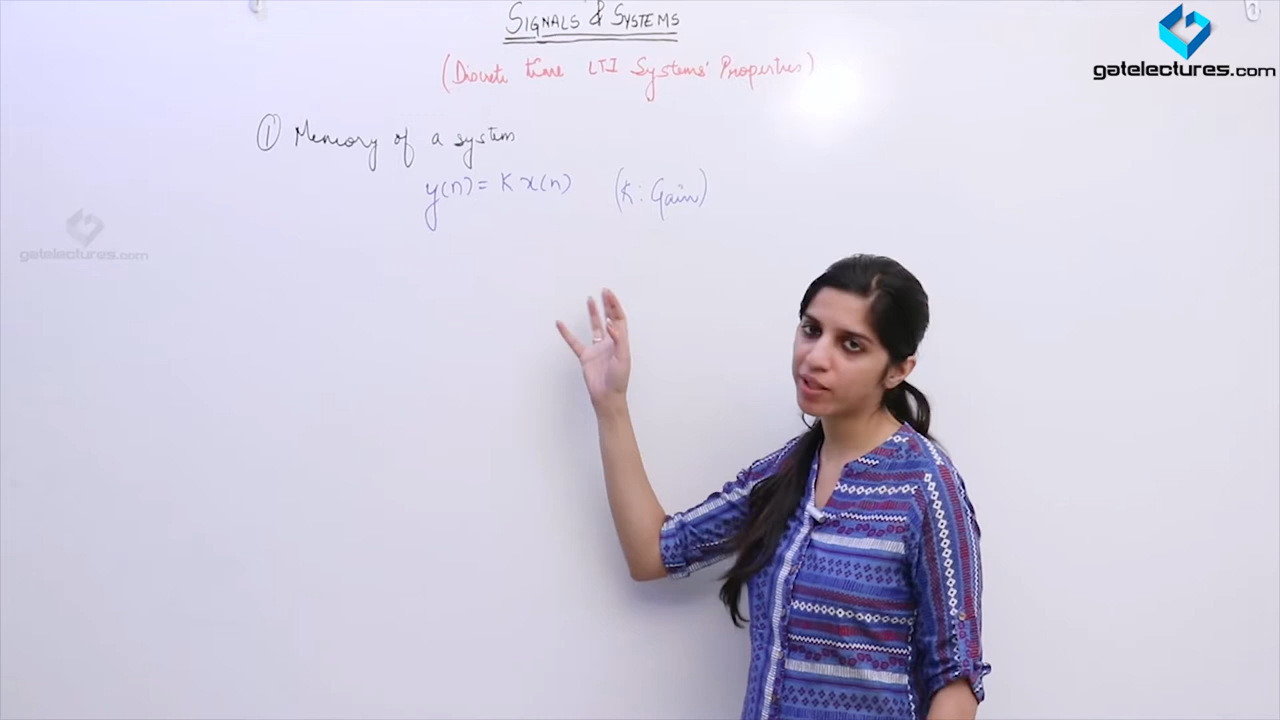 SIGNALS & SYSTEMS
(Discrete time LTI Systems' Properties)
① Memory of a system
y(n) = K x(n) (K: Gain)
gatelectures.com
gatelectures.com